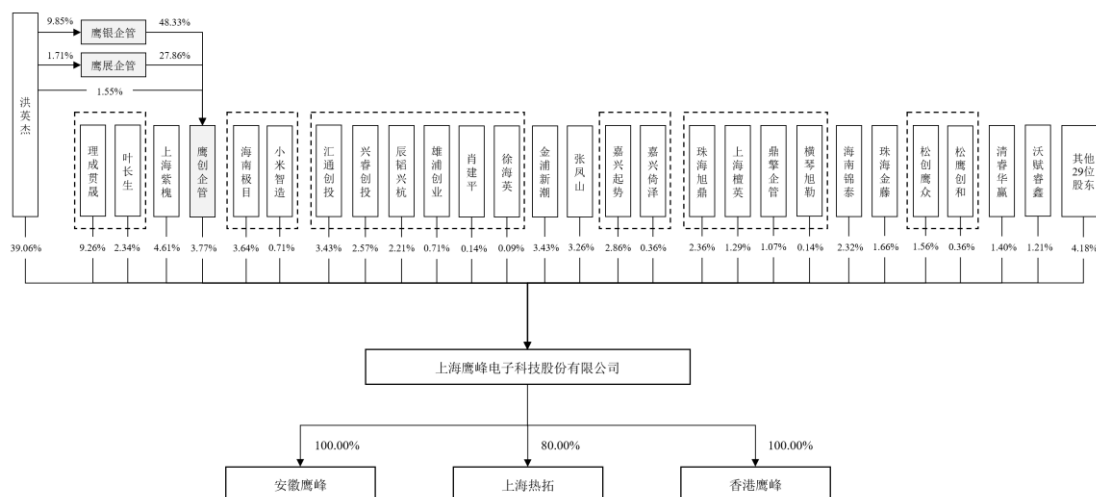 9.85%
鹰银企管
48.33%
1.71%
鹰展企管
27.86%
1.55%
洪英杰
理成贯晟
叶长生
上海紫槐
鹰创企管
海南极目
小米智造
汇通创投
兴睿创投
辰韬兴杭
雄浦创业
肖建平
徐海英
金浦新潮
张凤山
嘉兴起势
嘉兴倚泽
珠海旭鼎
上海檀英
鼎擎企管
横琴旭勒
海南锦泰
珠海金藤
松创鹰众
松鹰创和
清睿华赢
沃赋睿鑫
其他
29位
股东
39.06%
9.26%
2.34%
4.61%
3.77%
3.64%
0.71%
3.43%
2.57%
2.21%
0.71%
0.14%
0.09%
3.43%
3.26%
2.86%
0.36%
2.36%
1.29%
1.07%
0.14%
2.32%
1.66%
1.56%
0.36%
1.40%
1.21%
4.18%
上海鹰峰电子科技股份有限公司
100.00%
80.00%
100.00%
安徽鹰峰
上海热拓
香港鹰峰